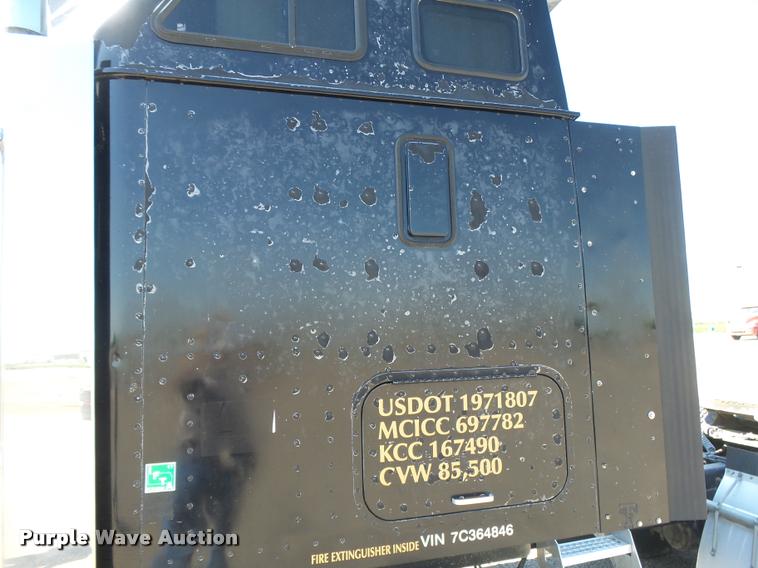 USDOT 1971807
MCICC 697782
KCC 167490
CVW 85,500
FIRE EXTINGUISHER INSIDE VIN 7C364846
Purple Wave Auction